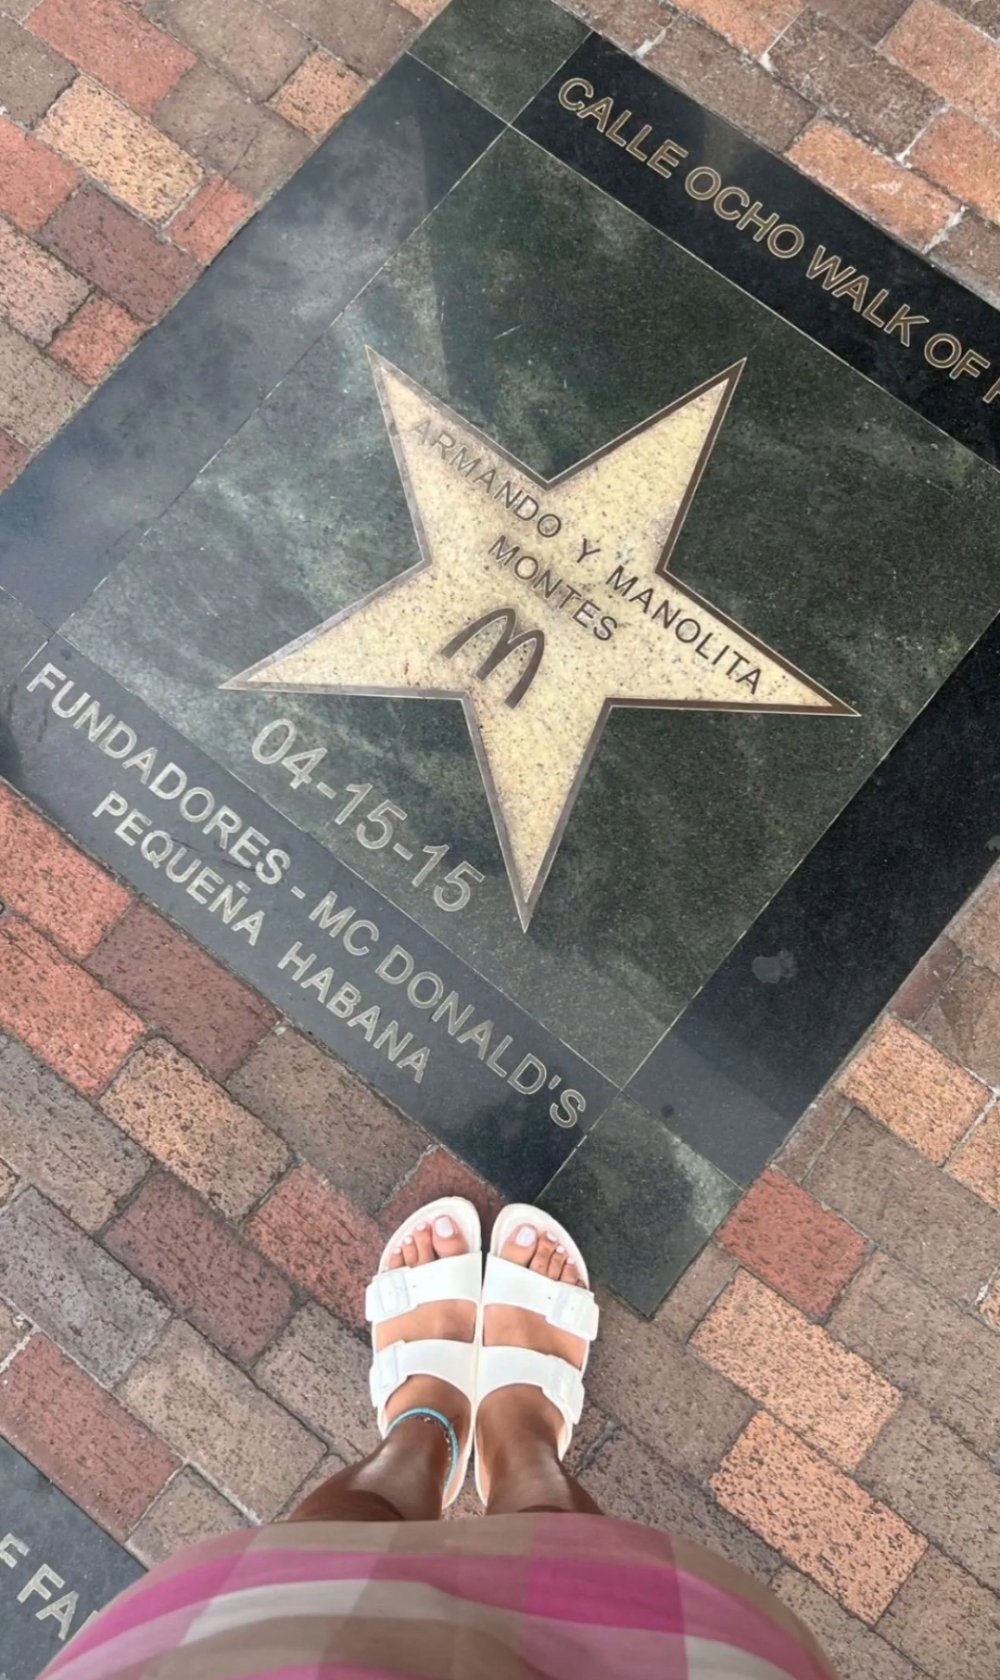 CALLE OCHO WALK OF
ARMANDO Y MANOLITA
MONTES
04-15-15
FUNDADORES - MC DONALD'S
PEQUEÑA HABANA